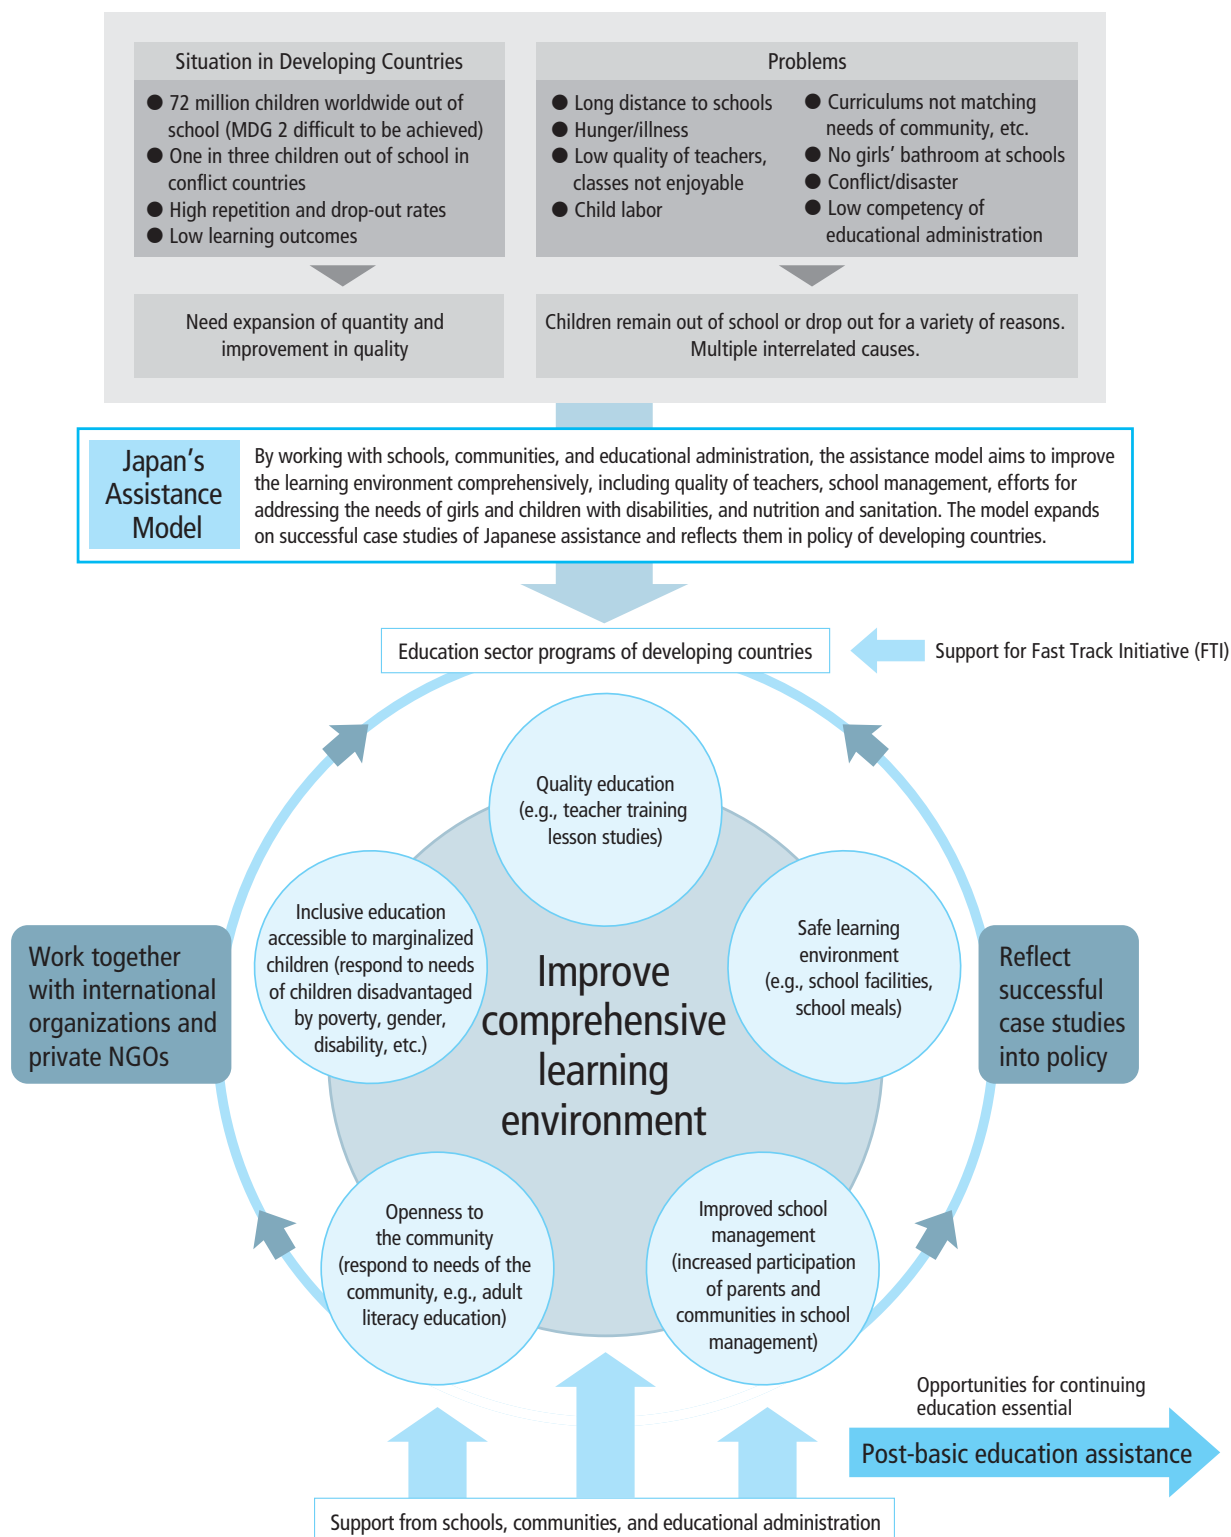 Situation in Developing Countries
● 72 million children worldwide out of
school (MDG 2 difficult to be achieved)
● One in three children out of school in
conflict countries
● High repetition and drop-out rates
● Low learning outcomes
Need expansion of quantity and
improvement in quality
Problems
● Long distance to schools
● Hunger/illness
● Low quality of teachers,
classes not enjoyable
● Child labor
● Curriculums not matching
needs of community, etc.
● No girls' bathroom at schools
● Conflict/disaster
● Low competency of
educational administration
Children remain out of school or drop out for a variety of reasons.
Multiple interrelated causes.
Japan's
Assistance
Model
By working with schools, communities, and educational administration, the assistance model aims to improve
the learning environment comprehensively, including quality of teachers, school management, efforts for
addressing the needs of girls and children with disabilities, and nutrition and sanitation. The model expands
on successful case studies of Japanese assistance and reflects them in policy of developing countries.
Education sector programs of developing countries
Support for Fast Track Initiative (FTI)
Quality education
(e.g., teacher training
lesson studies)
Inclusive education
accessible to marginalized
children (respond to needs
of children disadvantaged
by poverty, gender,
disability, etc.)
Safe learning
environment
(e.g., school facilities,
school meals)
Work together
with international
organizations and
private NGOs
Improve
comprehensive
learning
environment
Reflect
successful
case studies
into policy
Openness to
the community
(respond to needs of the
community, e.g., adult
literacy education)
Improved school
management
(increased participation
of parents and
communities in school
management)
Opportunities for continuing
education essential
Post-basic education assistance
Support from schools, communities, and educational administration